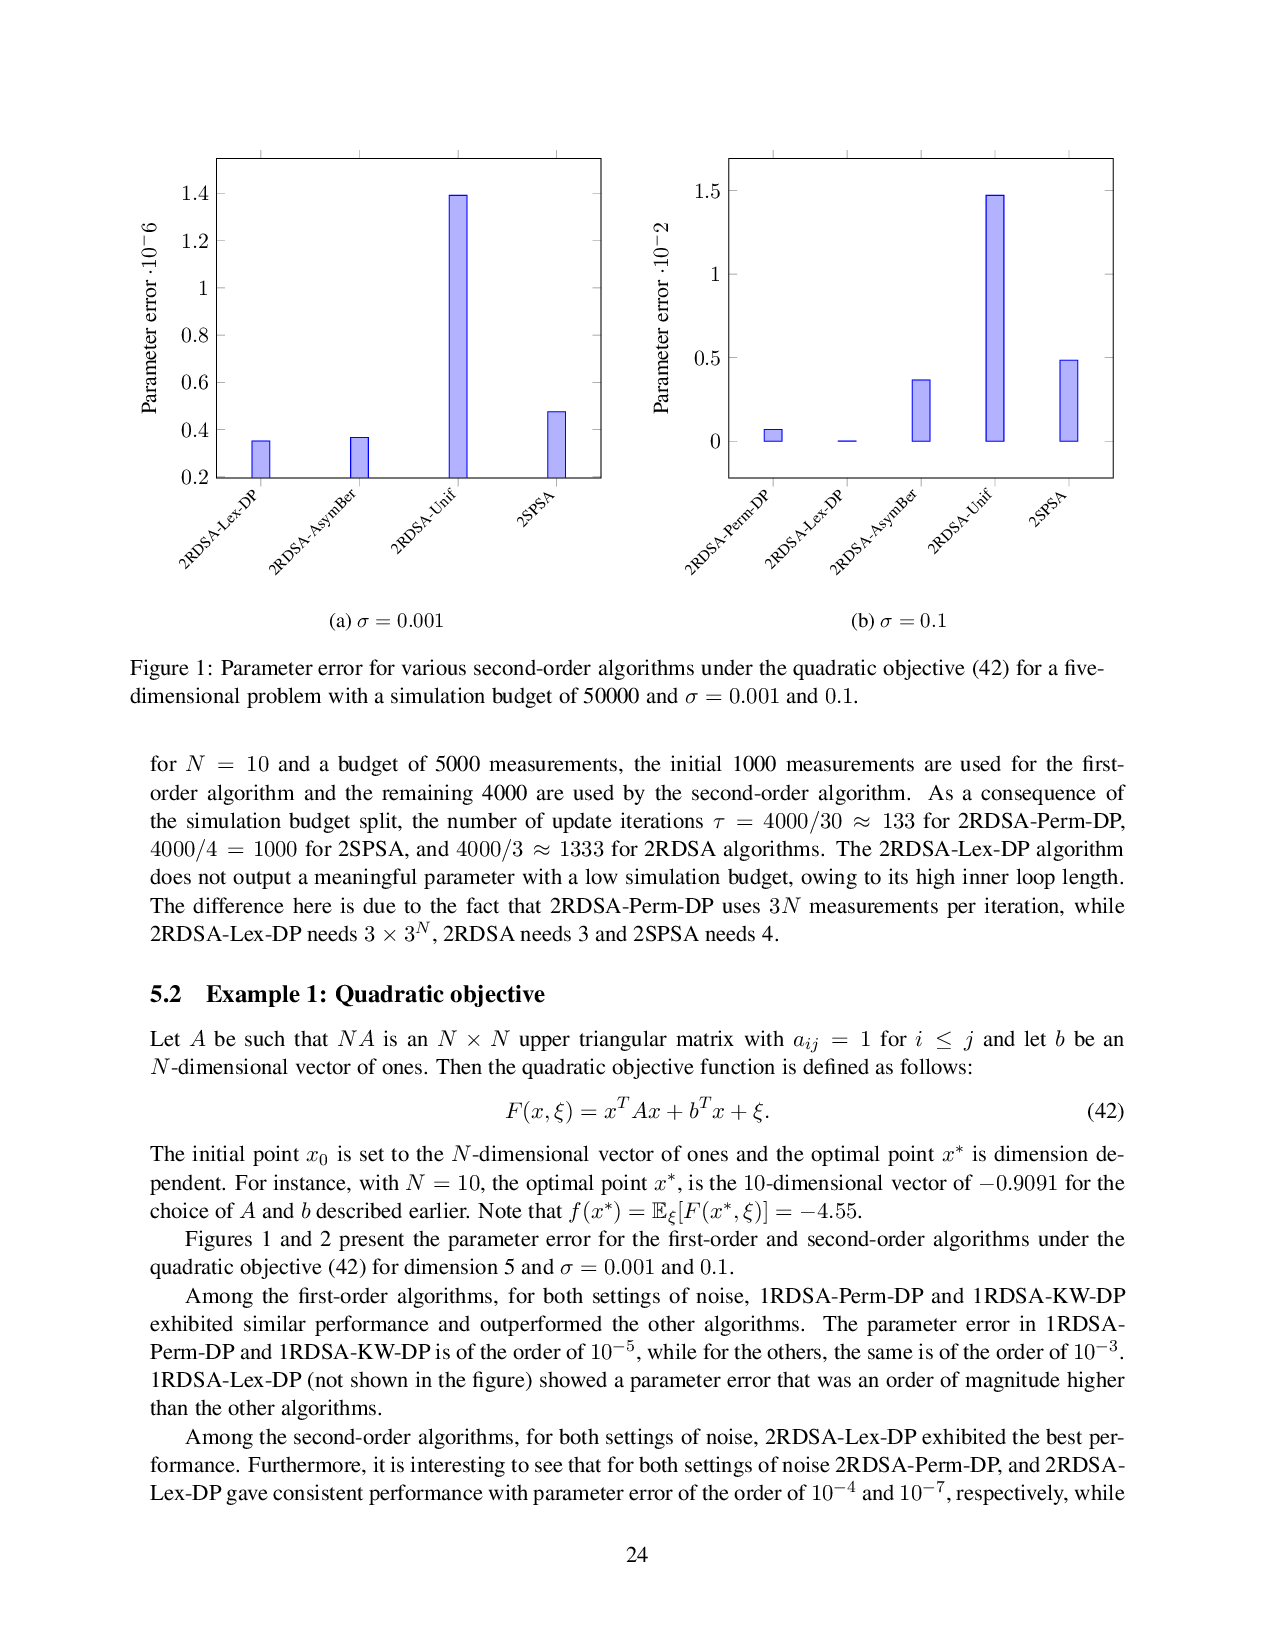 1.4
1.2
1
0.8
0.6
0.4
0.2
Parameter error ·10⁻6
2RDSA-Lex-DP
2RDSA-AsymBer
2RDSA-Unif
2SPSA
(a) σ = 0.001
1.5
1
0.5
0
Parameter error ·10⁻2
2RDSA-Perm-DP
2RDSA-Lex-DP
2RDSA-AsymBer
2RDSA-Unif
2SPSA
(b) σ = 0.1
Figure 1: Parameter error for various second-order algorithms under the quadratic objective (42) for a five-
dimensional problem with a simulation budget of 50000 and σ = 0.001 and 0.1.
for N = 10 and a budget of 5000 measurements, the initial 1000 measurements are used for the first-
order algorithm and the remaining 4000 are used by the second-order algorithm. As a consequence of
the simulation budget split, the number of update iterations τ = 4000/30 ≈ 133 for 2RDSA-Perm-DP,
4000/4 = 1000 for 2SPSA, and 4000/3 ≈ 1333 for 2RDSA algorithms. The 2RDSA-Lex-DP algorithm
does not output a meaningful parameter with a low simulation budget, owing to its high inner loop length.
The difference here is due to the fact that 2RDSA-Perm-DP uses 3N measurements per iteration, while
2RDSA-Lex-DP needs 3 × 3^N, 2RDSA needs 3 and 2SPSA needs 4.
5.2 Example 1: Quadratic objective
Let A be such that NA is an N × N upper triangular matrix with a_{ij} = 1 for i ≤ j and let b be an
N-dimensional vector of ones. Then the quadratic objective function is defined as follows:
F(x, ξ) = x^T Ax + b^T x + ξ. (42)
The initial point x₀ is set to the N-dimensional vector of ones and the optimal point x* is dimension de-
pendent. For instance, with N = 10, the optimal point x*, is the 10-dimensional vector of −0.9091 for the
choice of A and b described earlier. Note that f(x*) = 𝔼_ξ[F(x*, ξ)] = −4.55.
Figures 1 and 2 present the parameter error for the first-order and second-order algorithms under the
quadratic objective (42) for dimension 5 and σ = 0.001 and 0.1.
Among the first-order algorithms, for both settings of noise, 1RDSA-Perm-DP and 1RDSA-KW-DP
exhibited similar performance and outperformed the other algorithms. The parameter error in 1RDSA-
Perm-DP and 1RDSA-KW-DP is of the order of 10⁻⁵, while for the others, the same is of the order of 10⁻³.
1RDSA-Lex-DP (not shown in the figure) showed a parameter error that was an order of magnitude higher
than the other algorithms.
Among the second-order algorithms, for both settings of noise, 2RDSA-Lex-DP exhibited the best per-
formance. Furthermore, it is interesting to see that for both settings of noise 2RDSA-Perm-DP, and 2RDSA-
Lex-DP gave consistent performance with parameter error of the order of 10⁻⁴ and 10⁻⁷, respectively, while
24